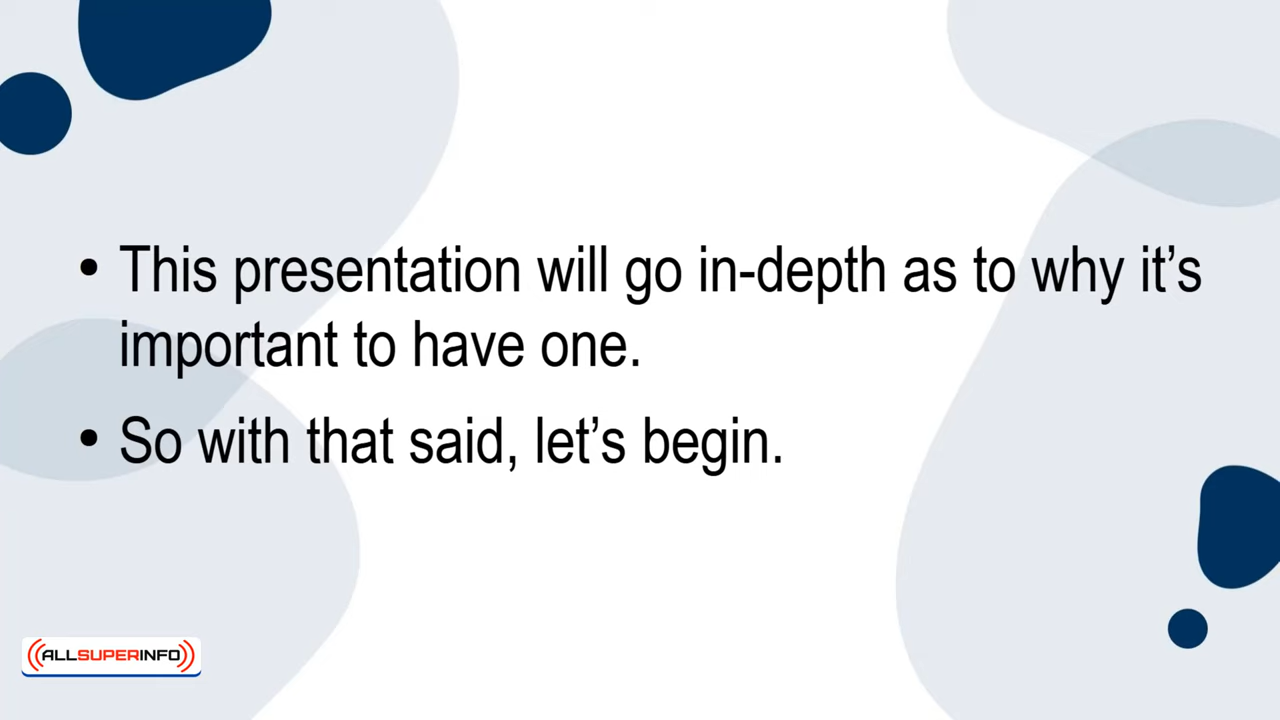 • This presentation will go in-depth as to why it’s
important to have one.
• So with that said, let’s begin.
((ALLSUPERINFO))